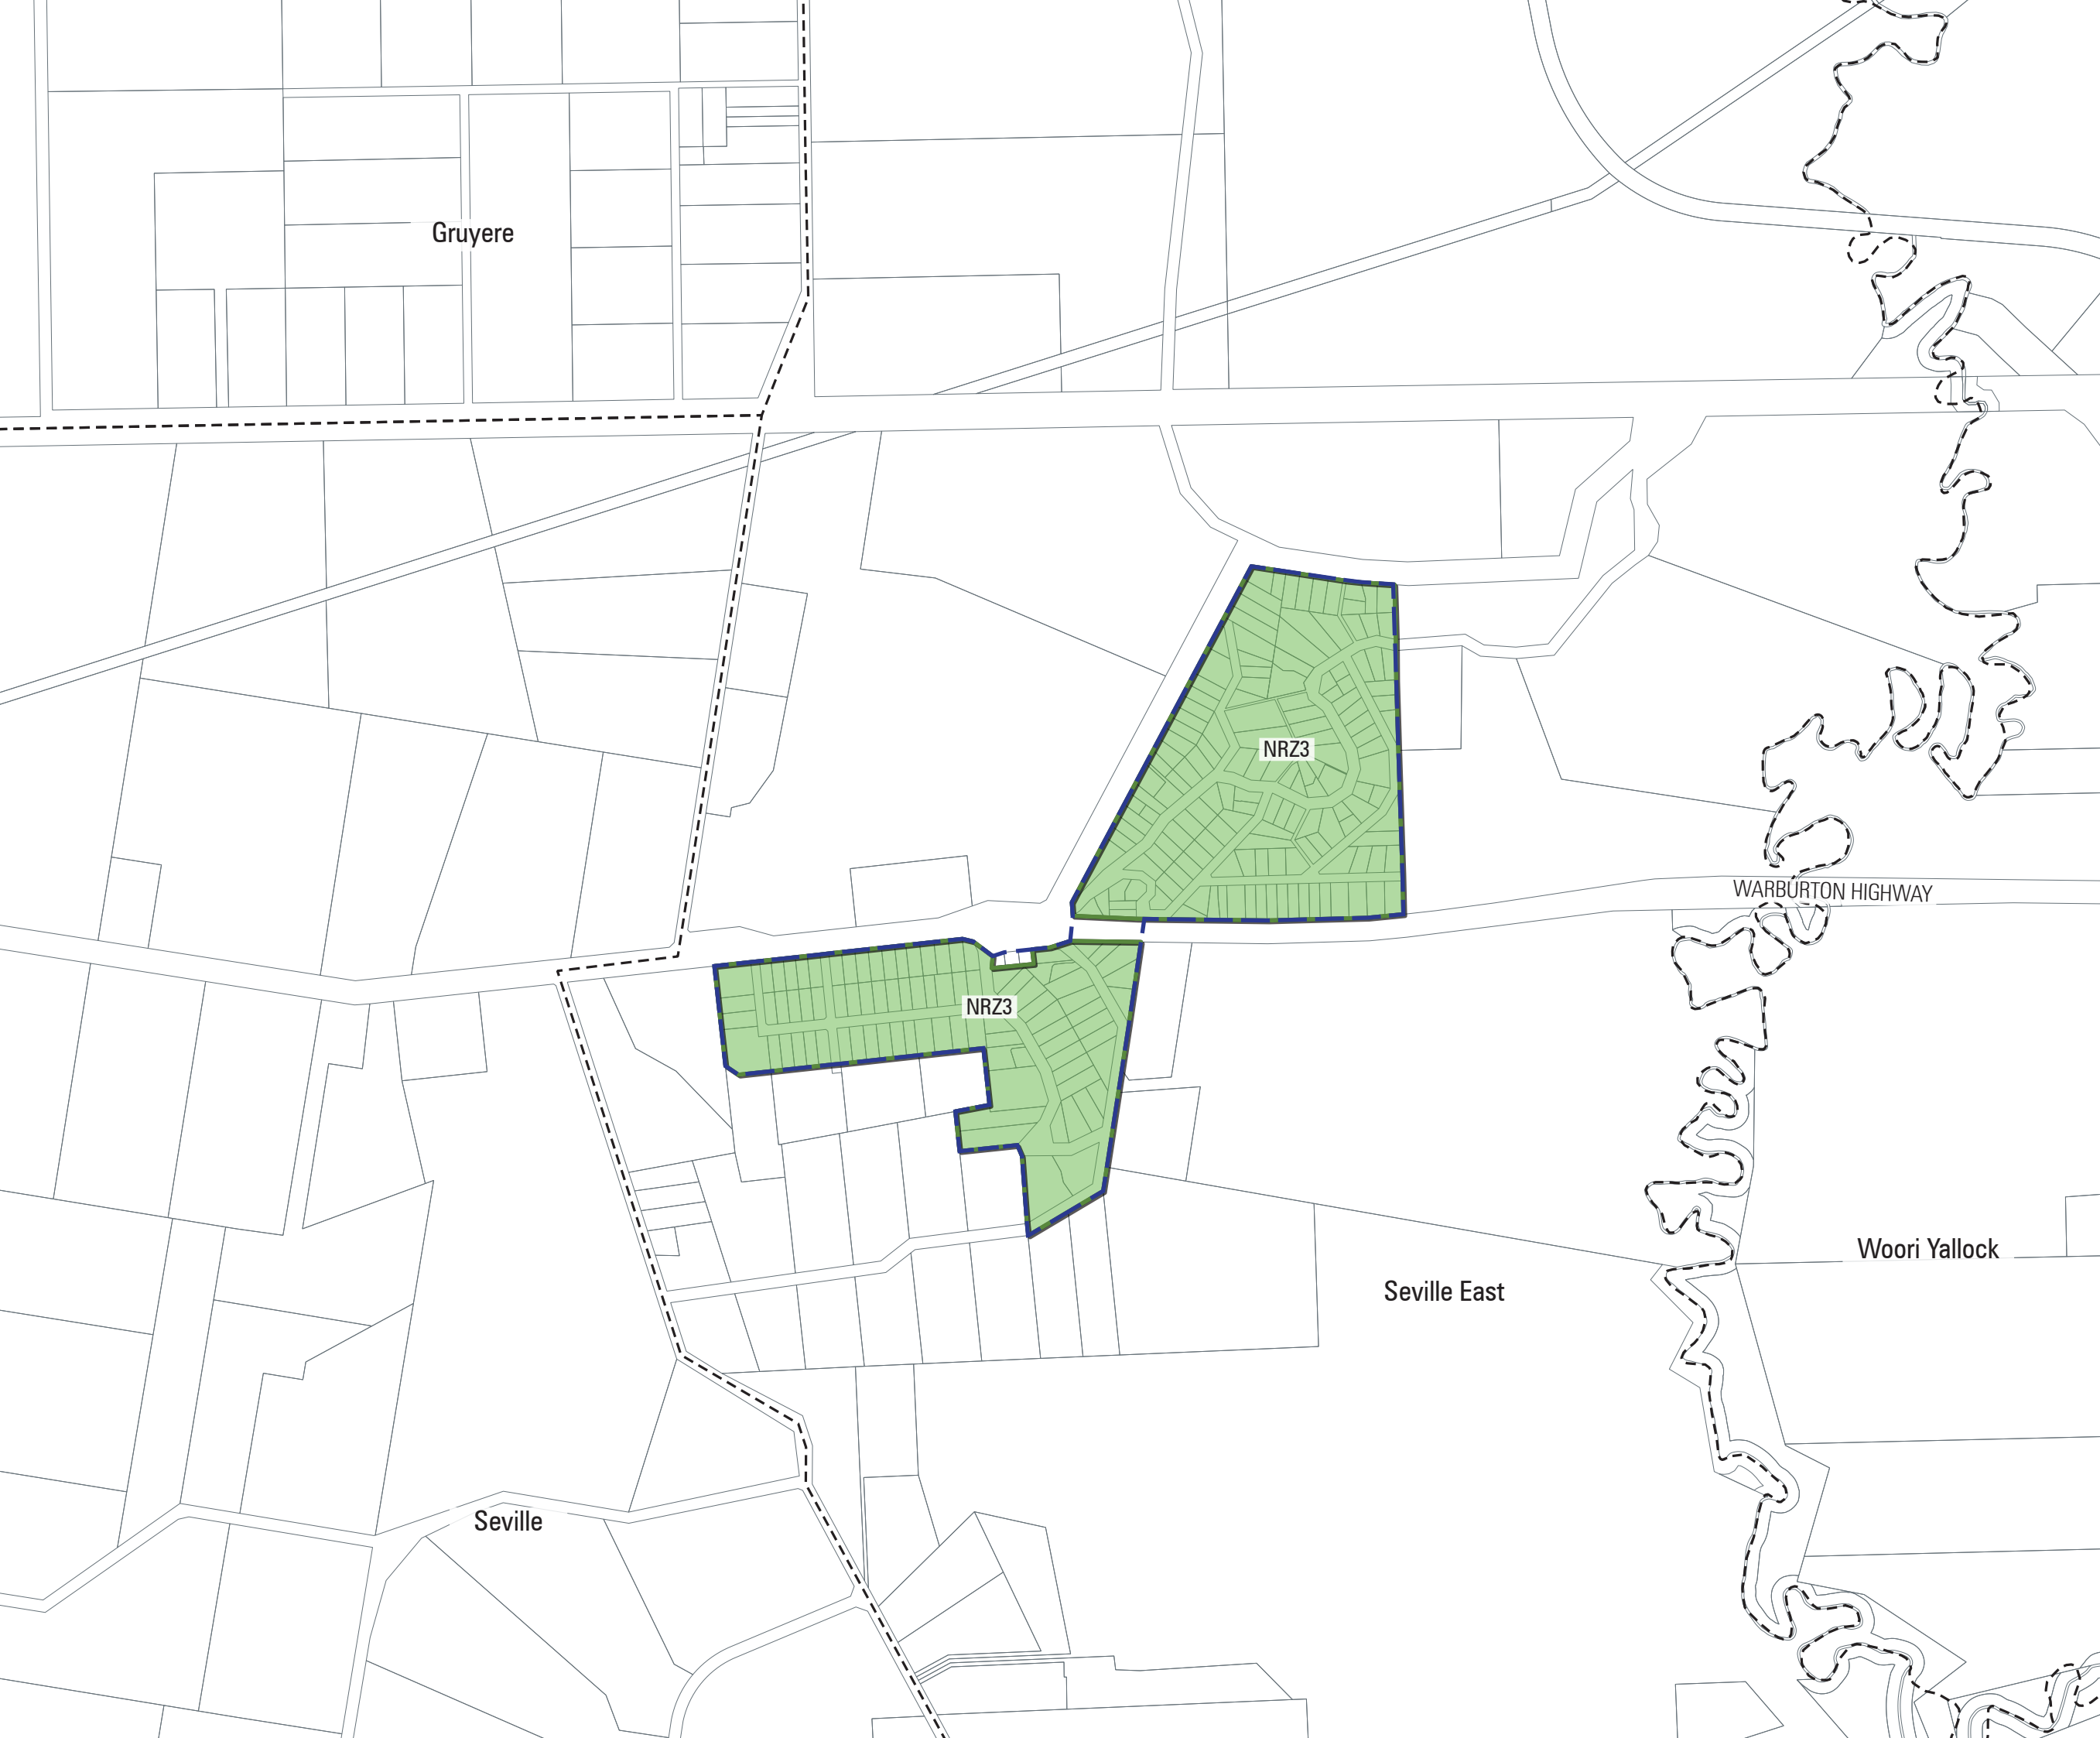 Gruyere
NRZ3
WARBURTON HIGHWAY
NRZ3
Woori Yallock
Seville East
Seville